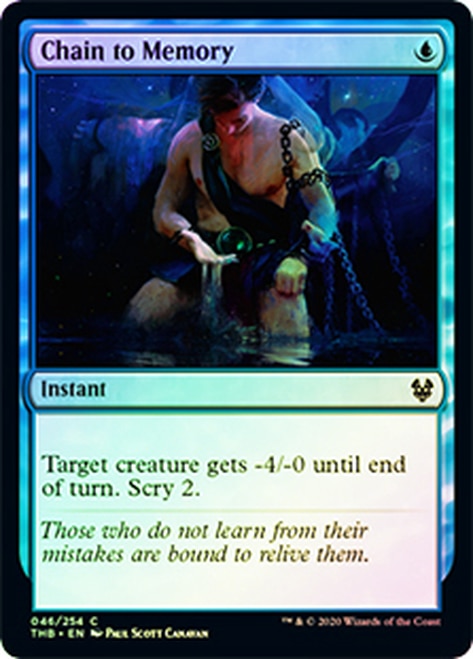 Chain to Memory
Instant
Target creature gets -4/-0 until end
of turn. Scry 2.
Those who do not learn from their
mistakes are bound to relive them.
046/254 C
THB • EN Paul Scott Canavan
™ & © 2020 Wizards of the Coast